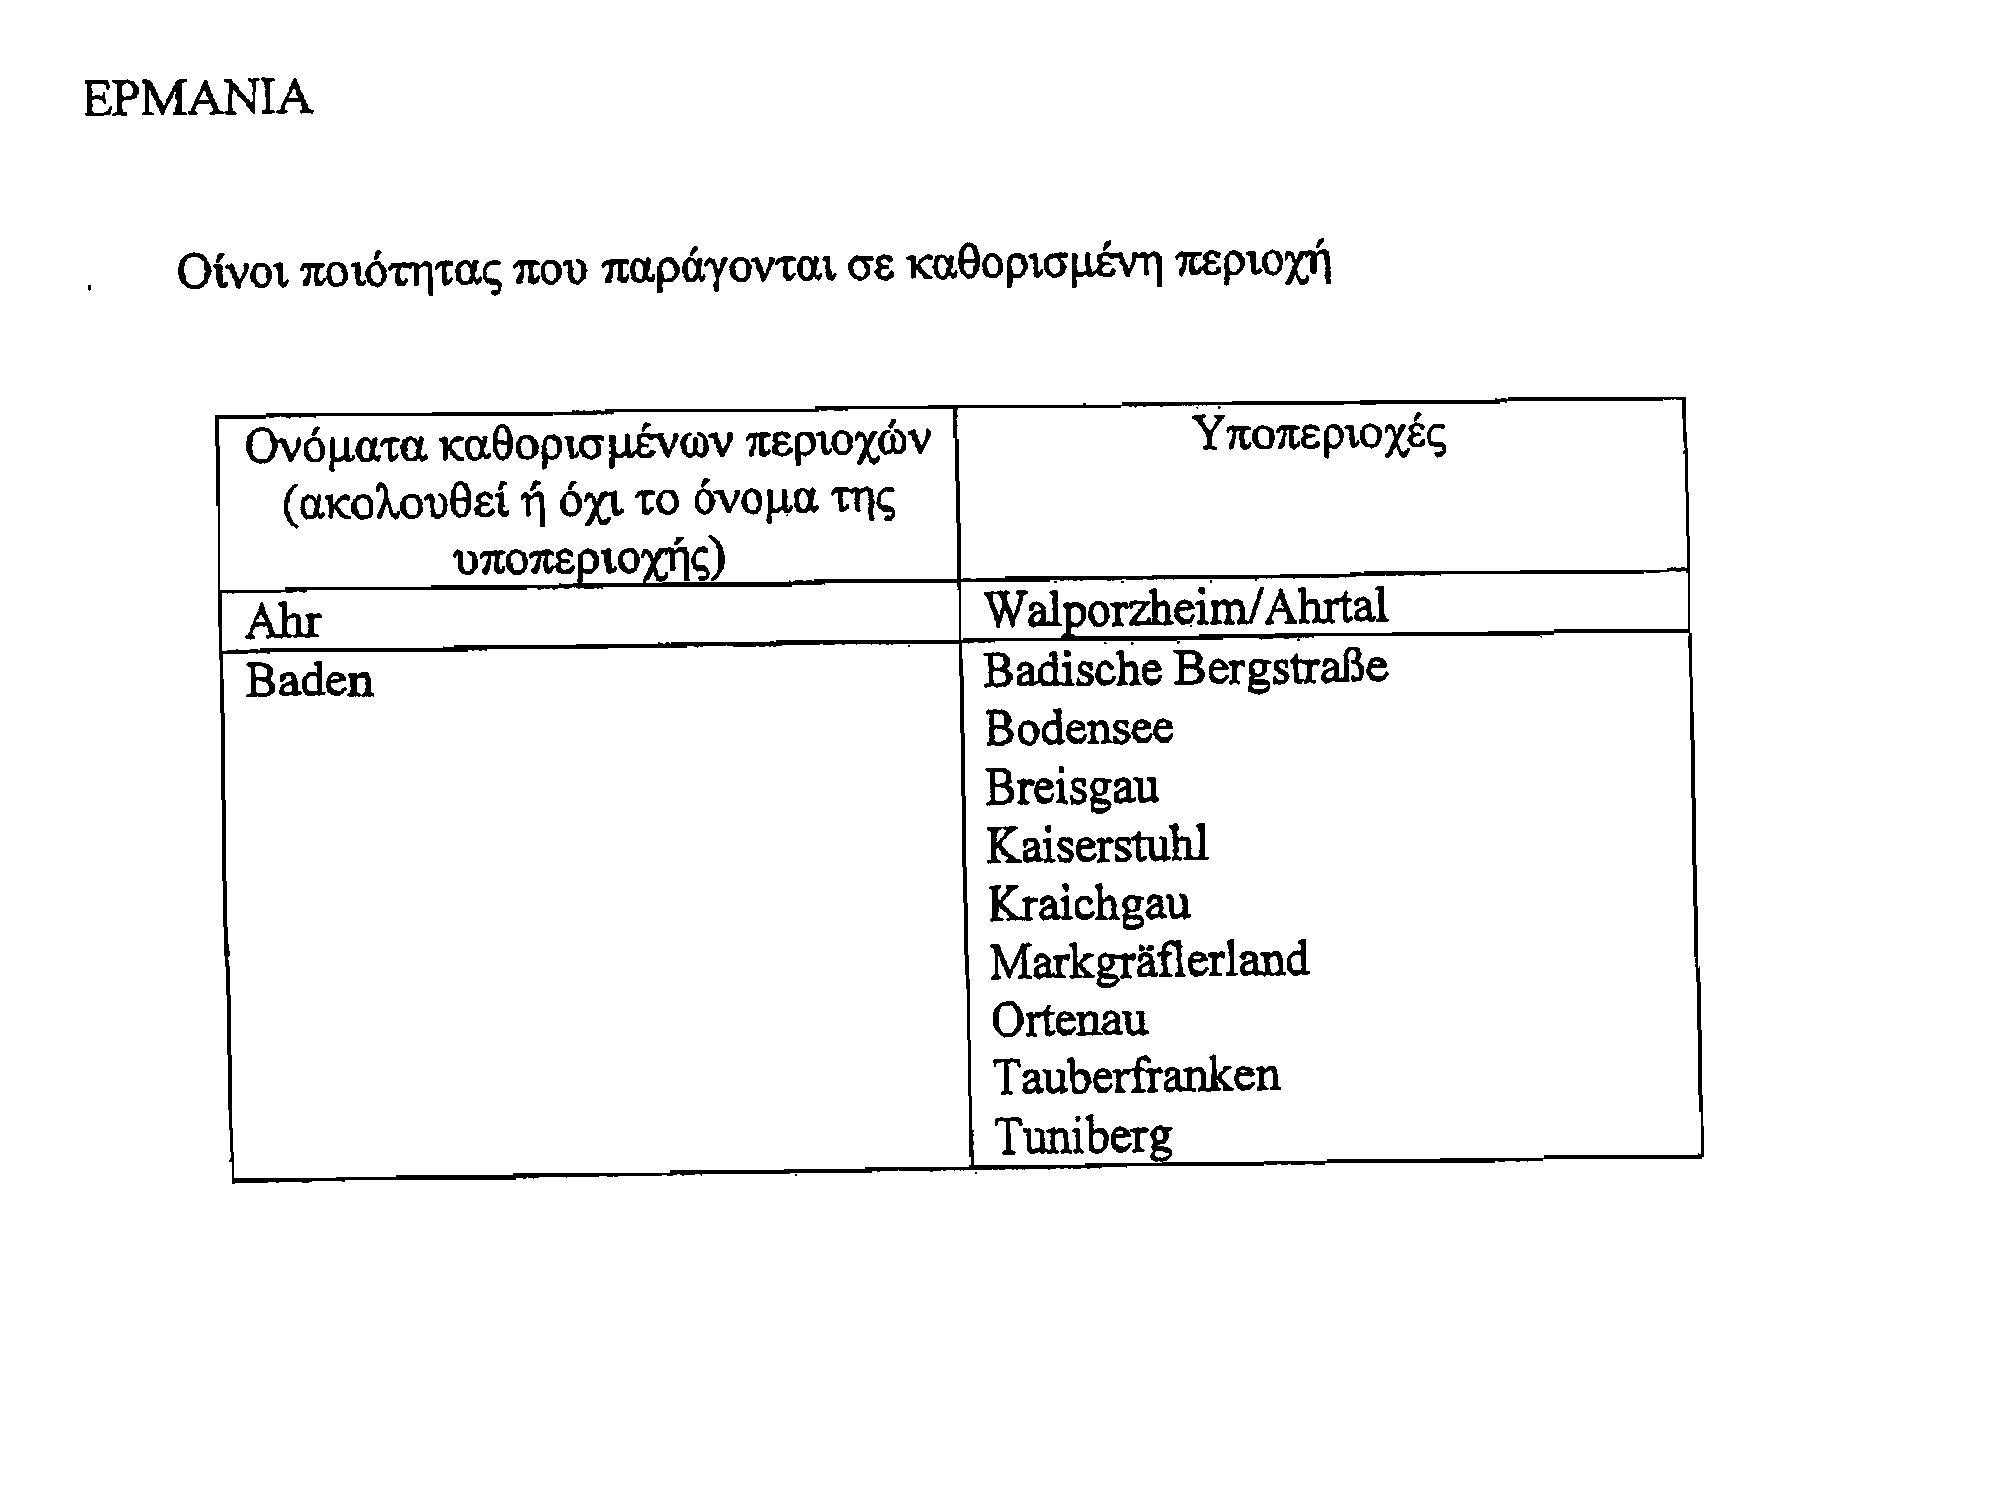 ΕΡΜΑΝΙΑ
Οίνοι ποιότητας που παράγονται σε καθορισμένη περιοχή
Ονόματα καθορισμένων περιοχών
(ακολουθεί ή όχι το όνομα της
υποπεριοχής)
Υποπεριοχές
Ahr
Walporzheim/Ahrtal
Baden
Badische Bergstraße
Bodensee
Breisgau
Kaiserstuhl
Kraichgau
Markgräflerland
Ortenau
Tauberfranken
Tuniberg